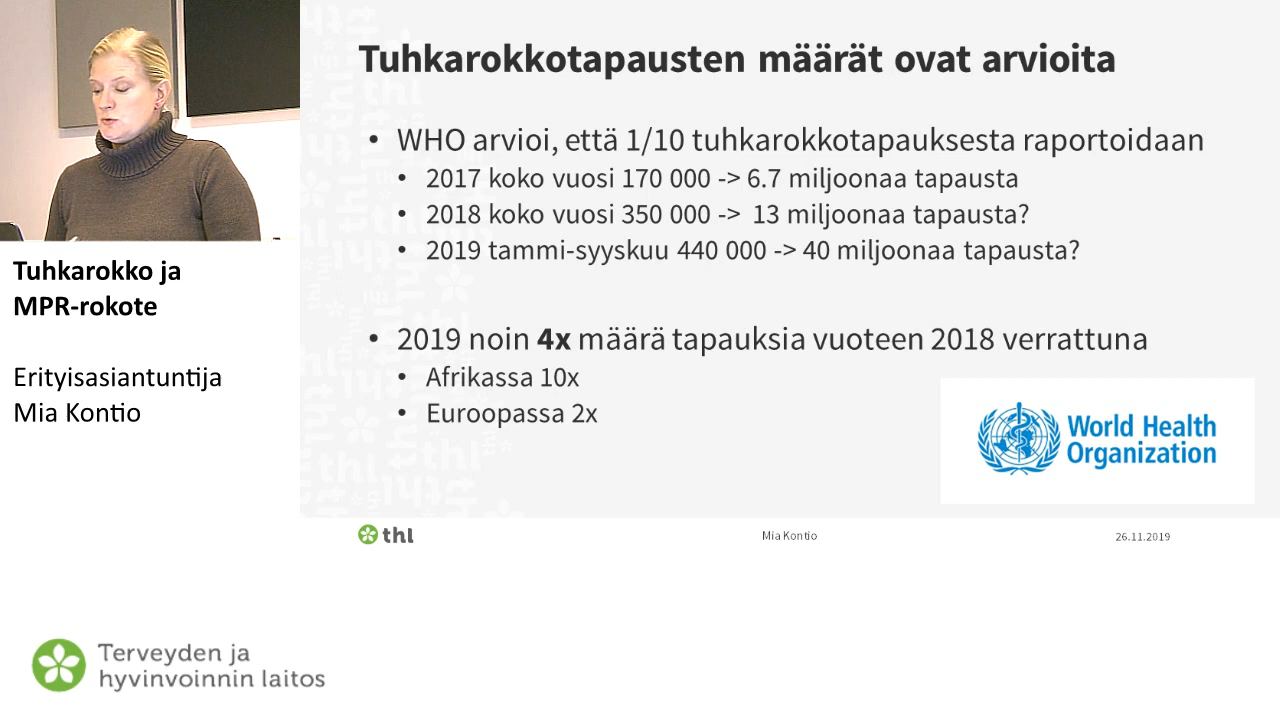 Tuhkarokkotapausten määrät ovat arvioita
• WHO arvioi, että 1/10 tuhkarokkotapauksesta raportoidaan
• 2017 koko vuosi 170 000 -> 6.7 miljoonaa tapausta
• 2018 koko vuosi 350 000 -> 13 miljoonaa tapausta?
• 2019 tammi-syyskuu 440 000 -> 40 miljoonaa tapausta?
• 2019 noin 4x määrä tapauksia vuoteen 2018 verrattuna
• Afrikassa 10x
• Euroopassa 2x
World Health
Organization
thl
Mia Kontio
26.11.2019
Tuhkarokko ja
MPR-rokote
Erityisasiantuntija
Mia Kontio
Terveyden ja
hyvinvoinnin laitos